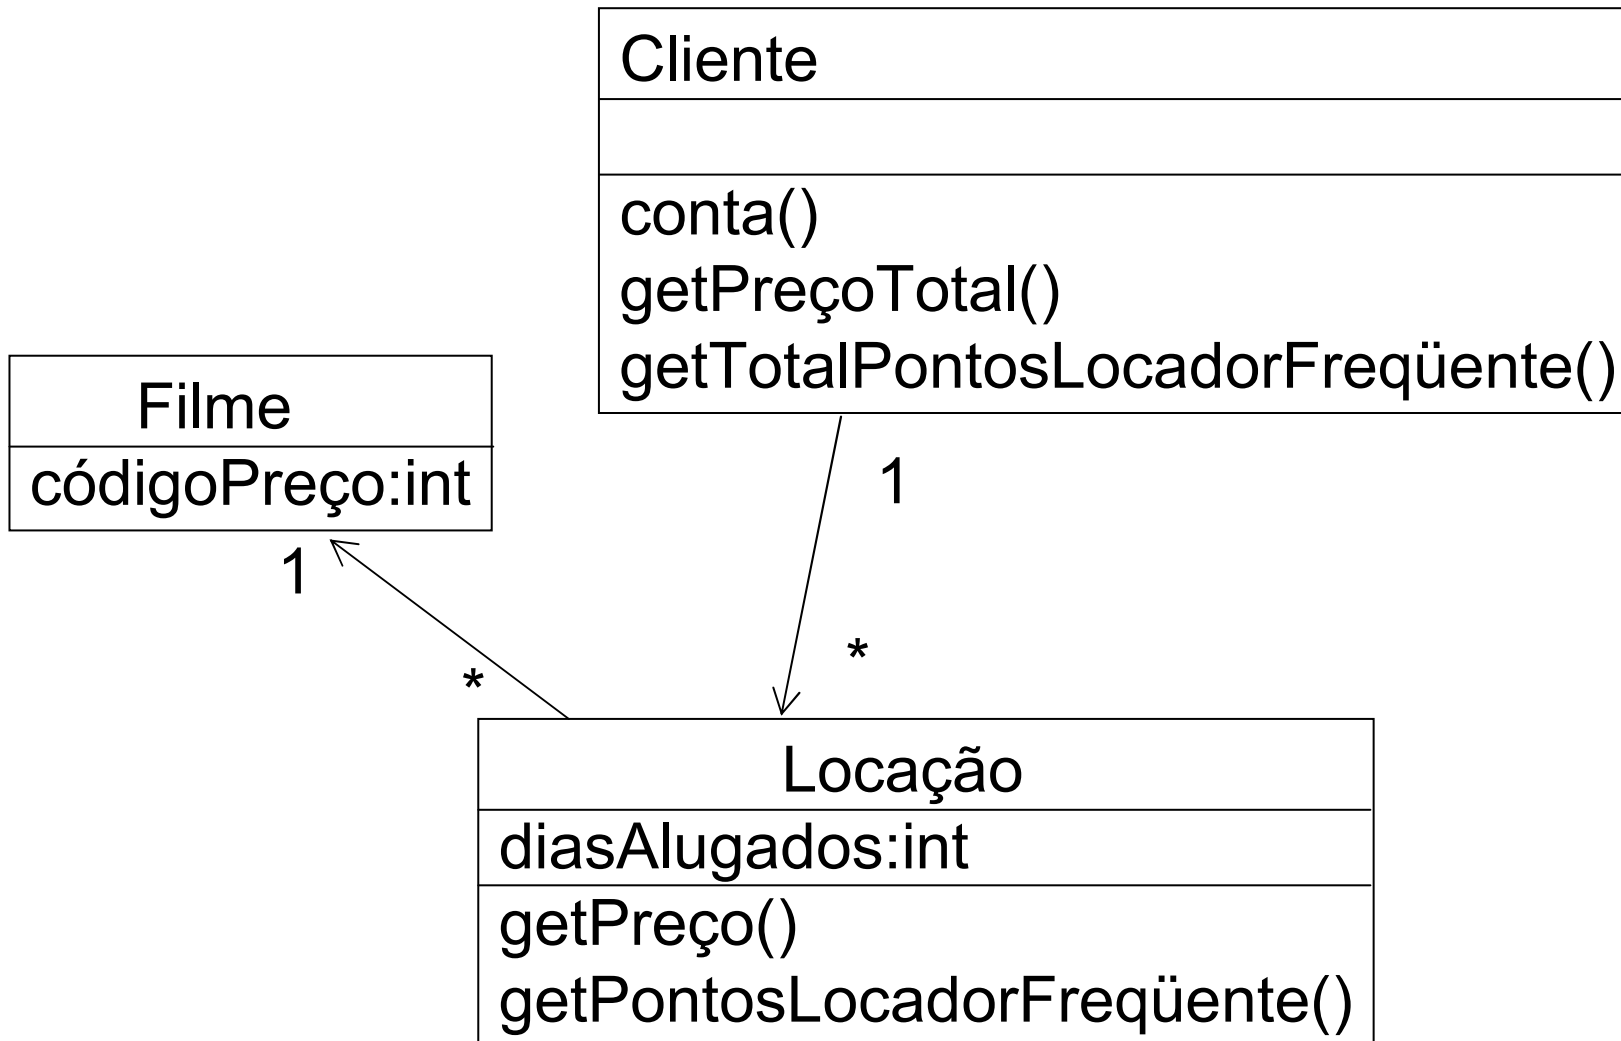 Cliente
conta()
getPreçoTotal()
getTotalPontosLocadorFreqüente()
Filme
códigoPreço:int
1
1
*
*
Locação
diasAlugados:int
getPreço()
getPontosLocadorFreqüente()